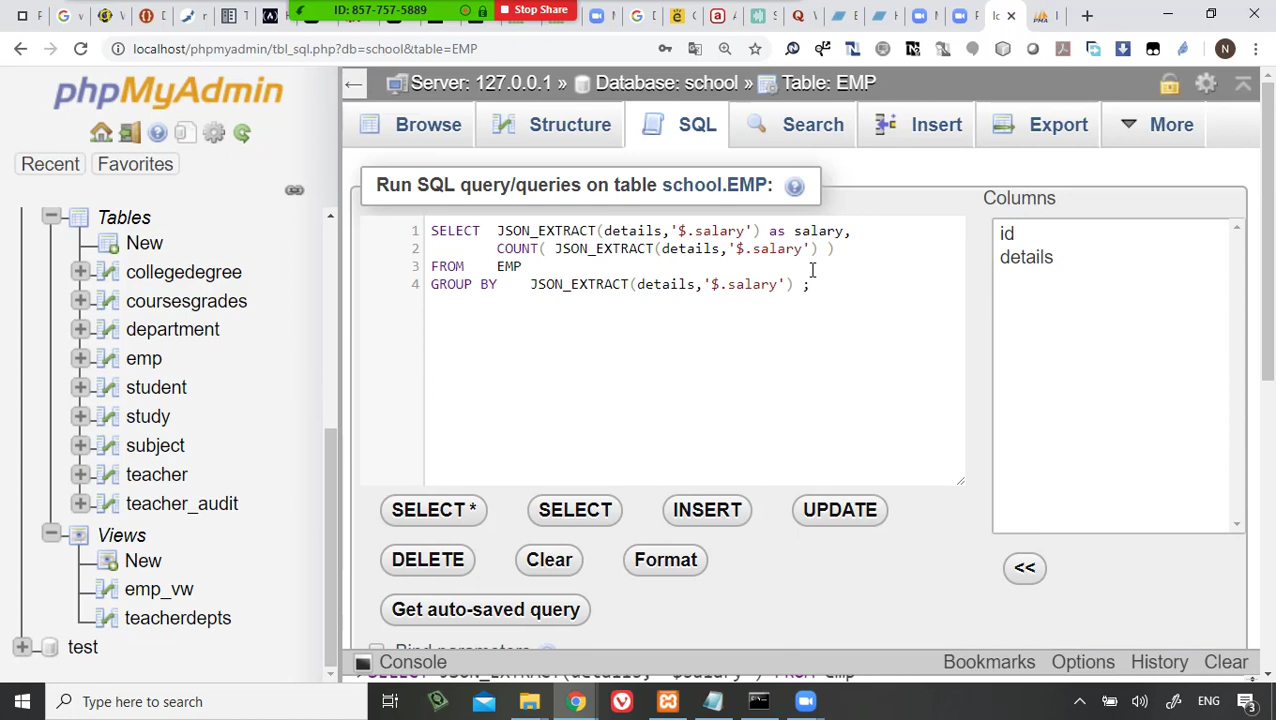 ID: 857-757-5889
Stop Share
localhost/phpmyadmin/tbl_sql.php?db=school&table=EMP
N
phpMyAdmin
Recent
Favorites
Tables
New
collegedegree
coursesgrades
department
emp
student
study
subject
teacher
teacher_audit
Views
New
emp_vw
teacherdepts
test
Server: 127.0.0.1 » Database: school » Table: EMP
Browse
Structure
SQL
Search
Insert
Export
More
Run SQL query/queries on table school.EMP:
1 SELECT JSON_EXTRACT(details,'$.salary') as salary,
2 COUNT( JSON_EXTRACT(details,'$.salary') )
3 FROM EMP
4 GROUP BY JSON_EXTRACT(details,'$.salary') ;
Columns
id
details
SELECT *
SELECT
INSERT
UPDATE
DELETE
Clear
Format
<<
Get auto-saved query
Bind parameters
Console
Bookmarks
Options
History
Clear
Type here to search
ENG
3